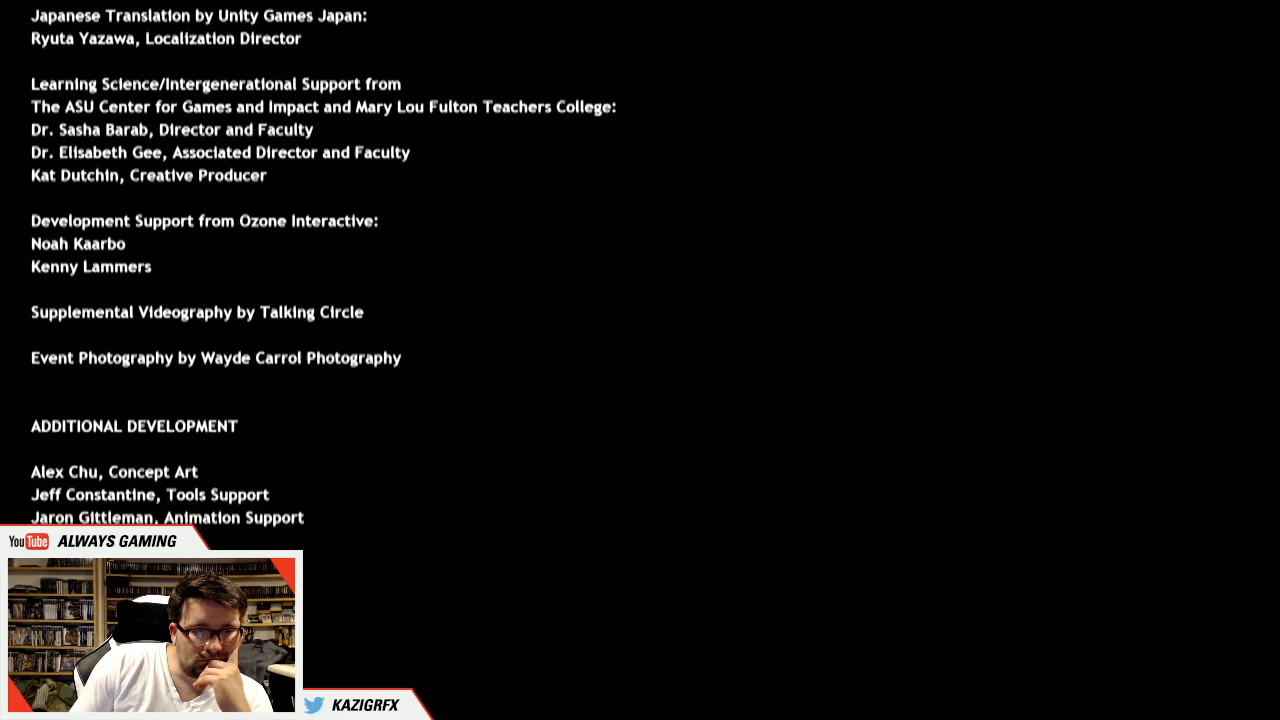 Japanese Translation by Unity Games Japan:
Ryuta Yazawa, Localization Director
Learning Science/Intergenerational Support from
The ASU Center for Games and Impact and Mary Lou Fulton Teachers College:
Dr. Sasha Barab, Director and Faculty
Dr. Elisabeth Gee, Associated Director and Faculty
Kat Dutchin, Creative Producer
Development Support from Ozone Interactive:
Noah Kaarbo
Kenny Lammers
Supplemental Videography by Talking Circle
Event Photography by Wayde Carrol Photography
ADDITIONAL DEVELOPMENT
Alex Chu, Concept Art
Jeff Constantine, Tools Support
Jaron Gittleman, Animation Support
YouTube ALWAYS GAMING
KAZIGRFX